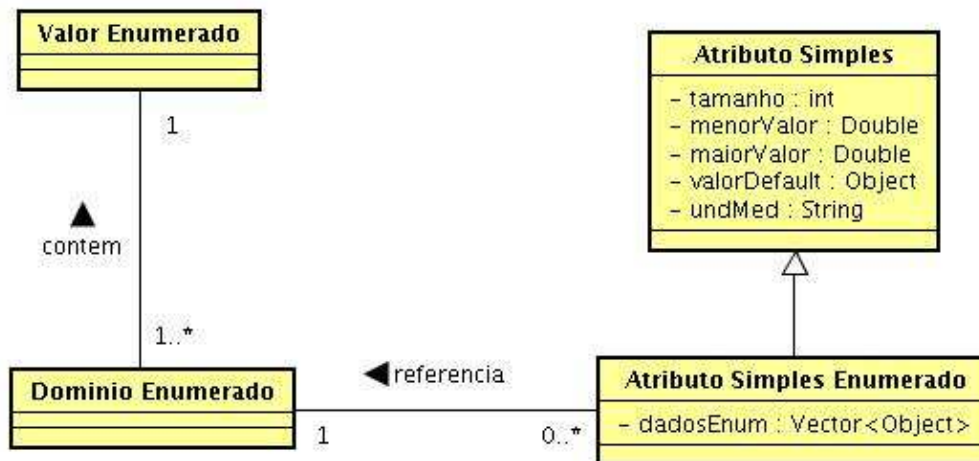 Valor Enumerado
1
contem
1..*
Dominio Enumerado
1
referencia
0..*
Atributo Simples
- tamanho : int
- menorValor : Double
- maiorValor : Double
- valorDefault : Object
- undMed : String
Atributo Simples Enumerado
- dadosEnum : Vector<Object>